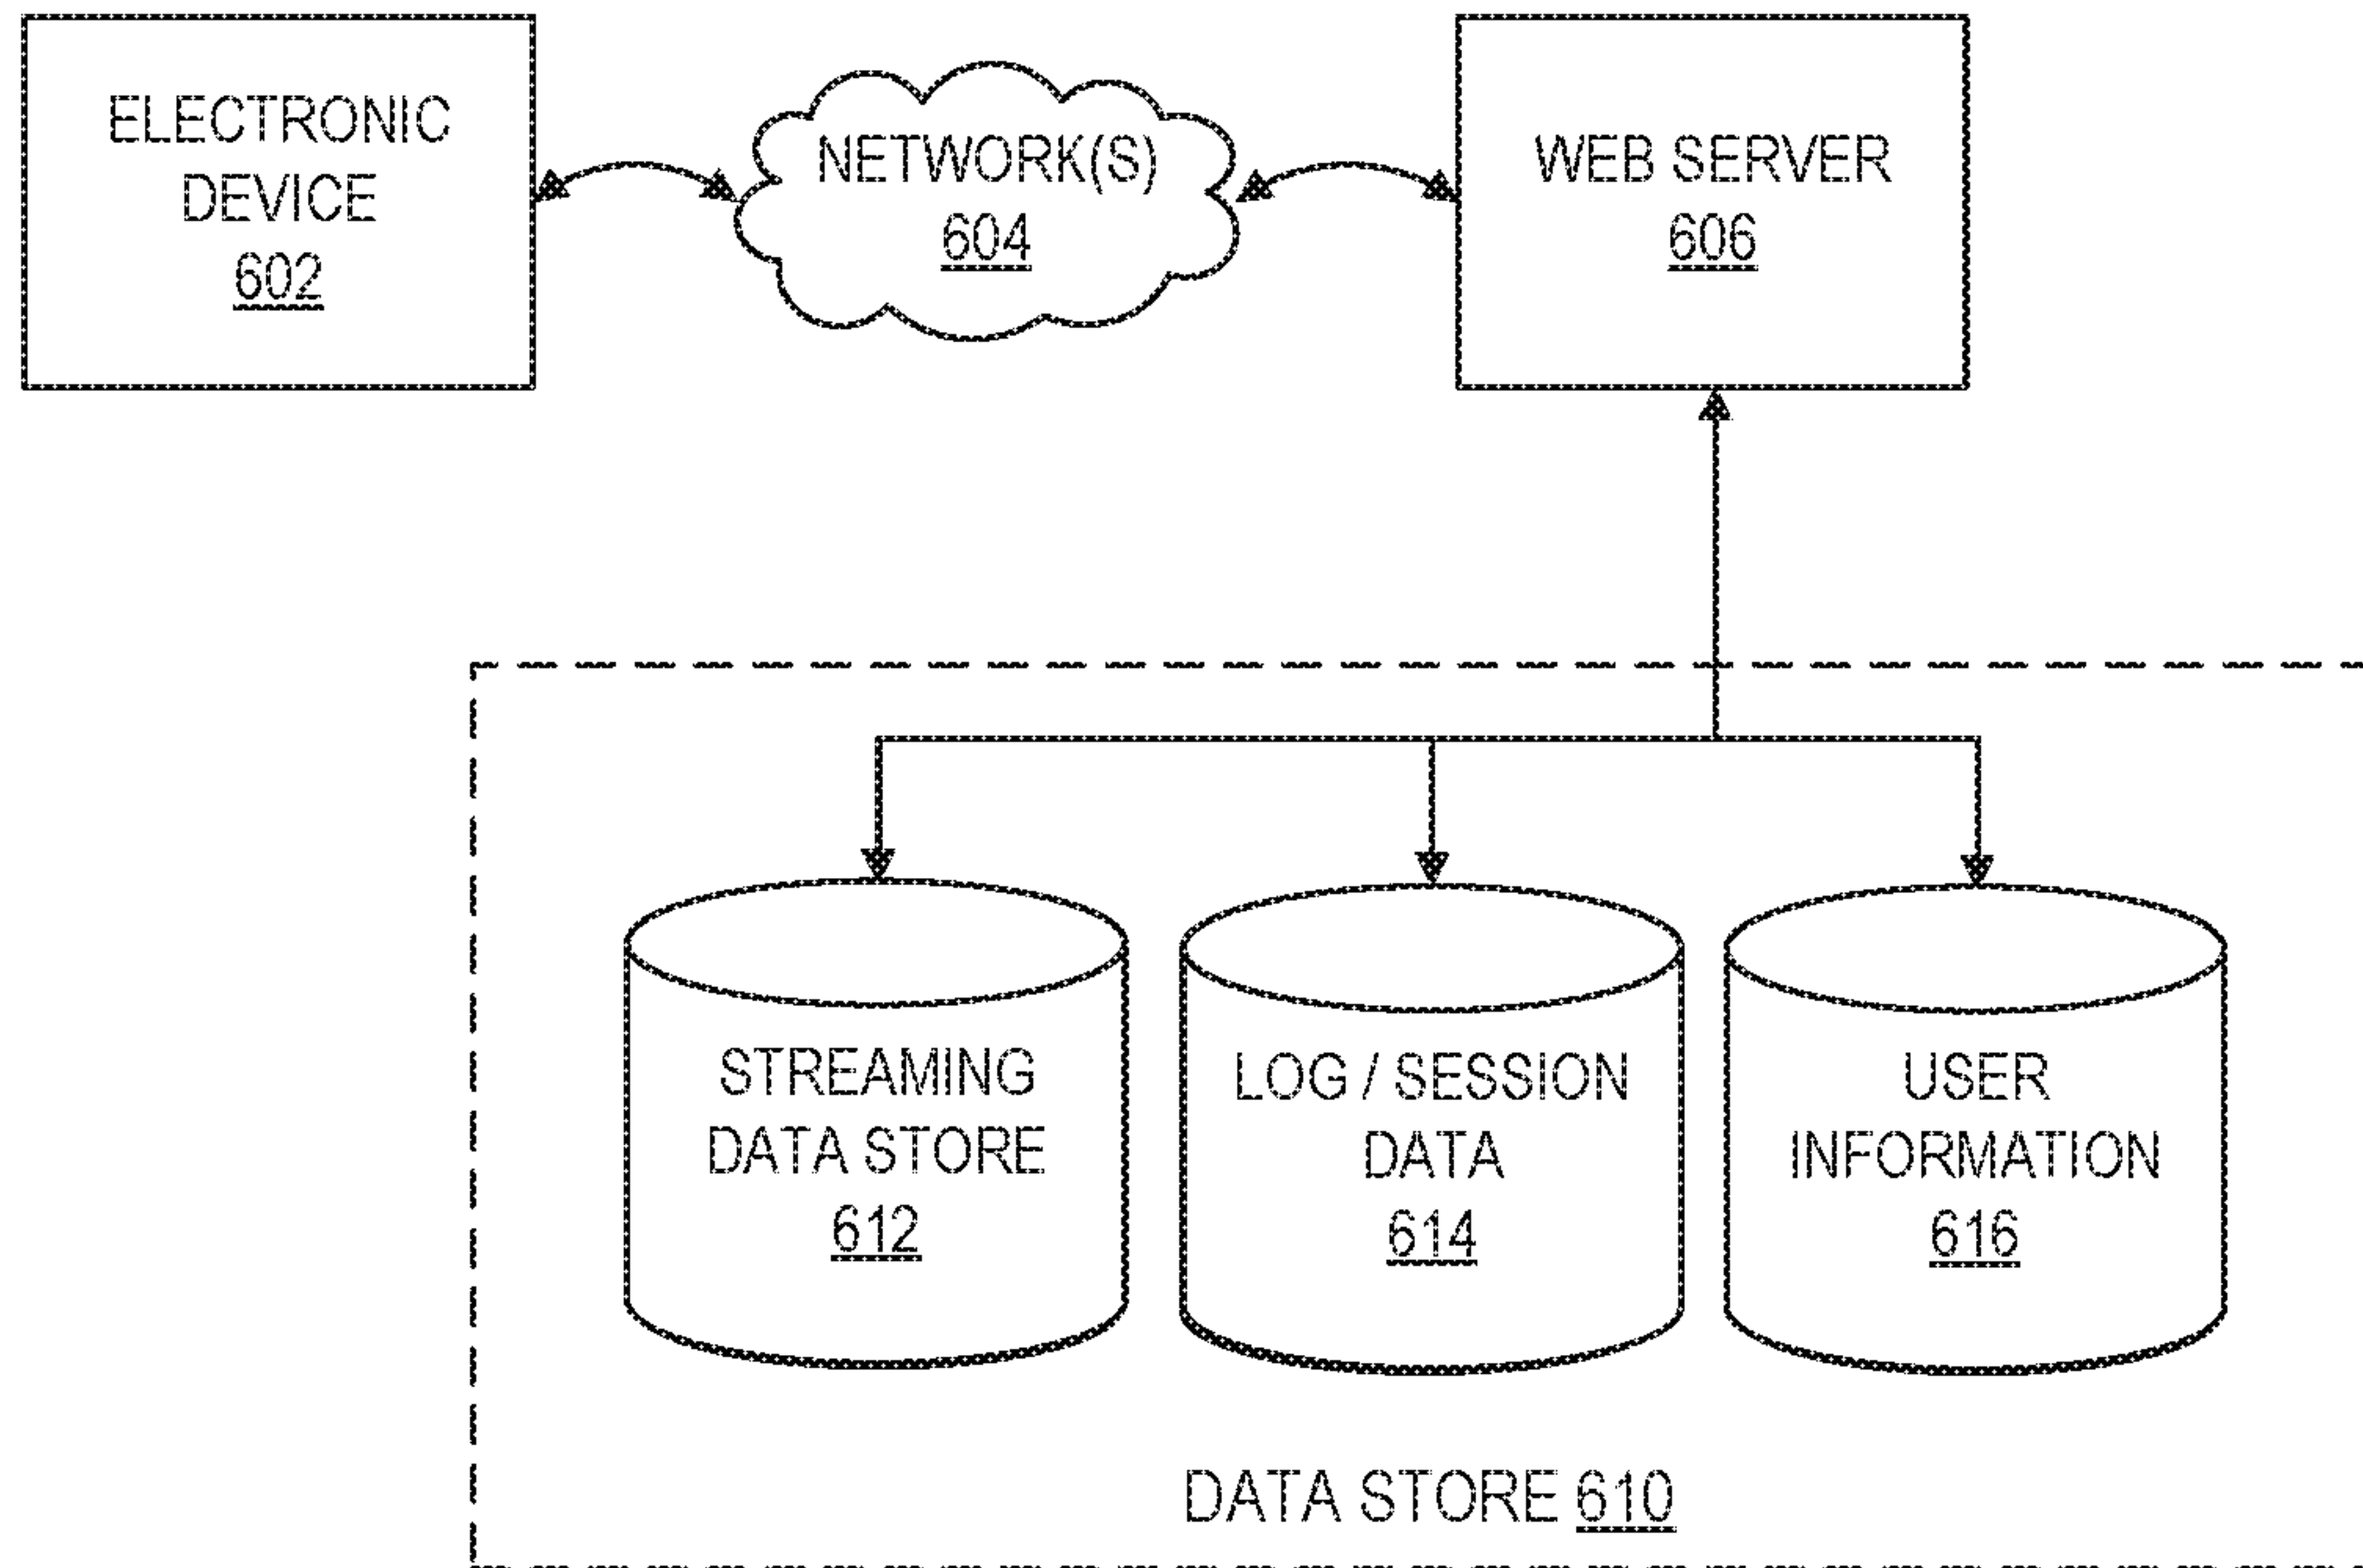 ELECTRONIC
DEVICE
602
NETWORK(S)
604
WEB SERVER
606
STREAMING
DATA STORE
612
LOG / SESSION
DATA
614
USER
INFORMATION
616
DATA STORE 610